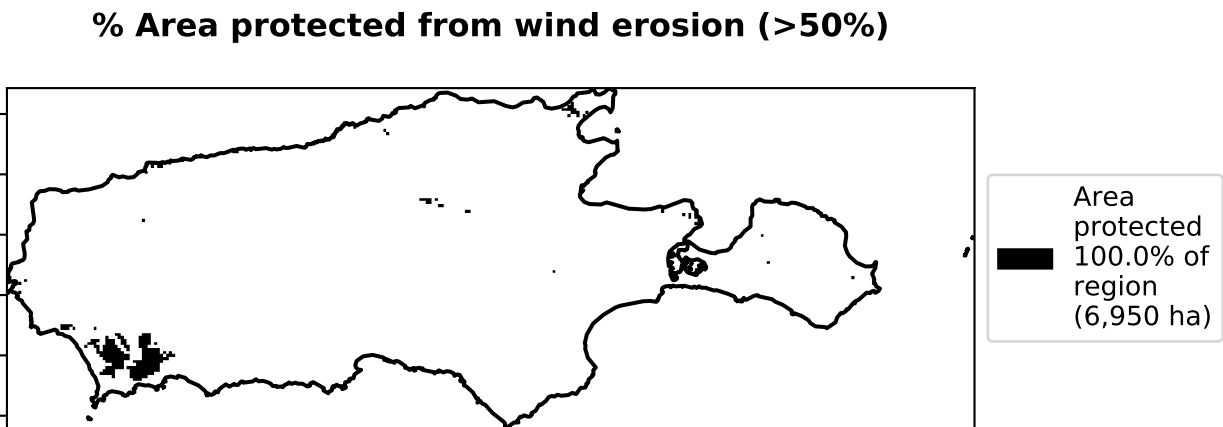 % Area protected from wind erosion (>50%)
Area
protected
100.0% of
region
(6,950 ha)